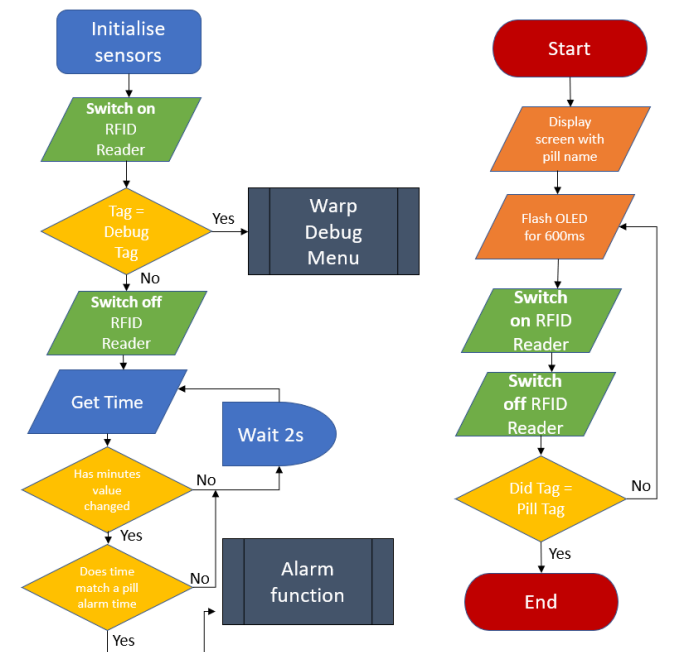 Initialise
sensors
Switch on
RFID
Reader
Tag =
Debug
Tag
Yes
Warp
Debug
Menu
No
Switch off
RFID
Reader
Get Time
Wait 2s
Has minutes
value
changed
No
Yes
Does time
match a pill
alarm time
No
Alarm
function
Yes
Start
Display
screen with
pill name
Flash OLED
for 600ms
Switch
on RFID
Reader
Switch
off RFID
Reader
Did Tag =
Pill Tag
No
Yes
End